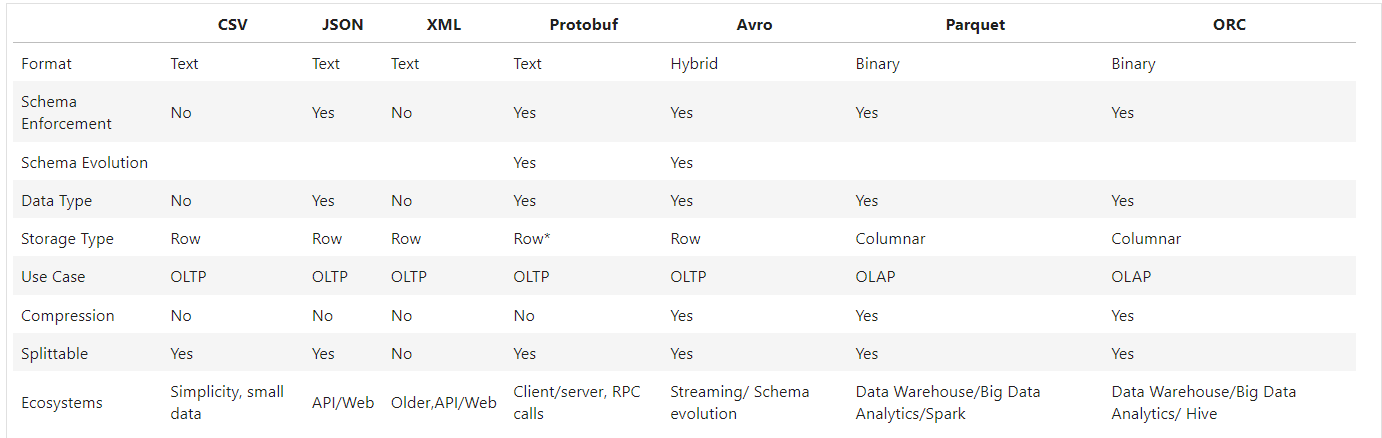 CSV JSON XML Protobuf Avro Parquet ORC
Format Text Text Text Text Hybrid Binary Binary
Schema
Enforcement No Yes No Yes Yes Yes Yes
Schema Evolution Yes Yes
Data Type No Yes No Yes Yes Yes Yes
Storage Type Row Row Row Row* Row Columnar Columnar
Use Case OLTP OLTP OLTP OLTP OLTP OLAP OLAP
Compression No No No No Yes Yes Yes
Splittable Yes Yes No Yes Yes Yes Yes
Ecosystems Simplicity, small
data API/Web Older,API/Web Client/server, RPC
calls Streaming/ Schema
evolution Data Warehouse/Big Data
Analytics/Spark Data Warehouse/Big Data
Analytics/ Hive